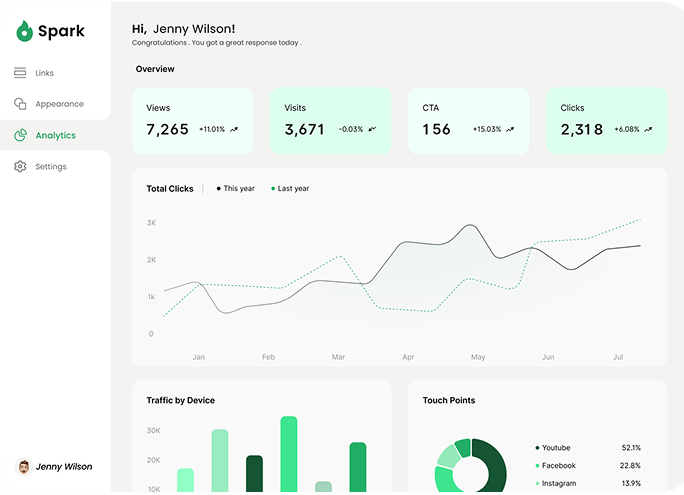 Spark
Links
Appearance
Analytics
Settings
Jenny Wilson
Hi, Jenny Wilson!
Congratulations . You got a great response today .
Overview
Views
7,265 +11.01%
Visits
3,671 -0.03%
CTA
156 +15.03%
Clicks
2,318 +6.08%
Total Clicks This year Last year
3K
2K
1k
0
Jan Feb Mar Apr May Jun Jul
Traffic by Device
30K
20K
10K
Touch Points
Youtube 52.1%
Facebook 22.8%
Instagram 13.9%